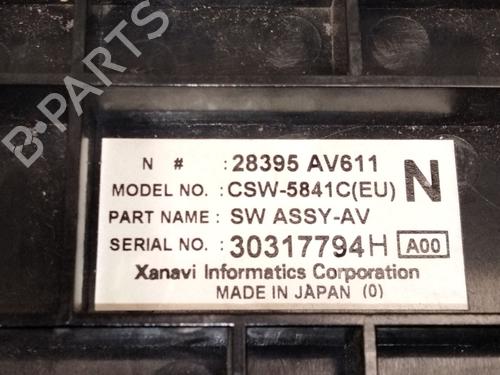 B-PARTS
N # : 28395 AV611
N
MODEL NO. : CSW-5841C(EU)
PART NAME : SW ASSY-AV
SERIAL NO. : 30317794H A00
Xanavi Informatics Corporation
MADE IN JAPAN (0)